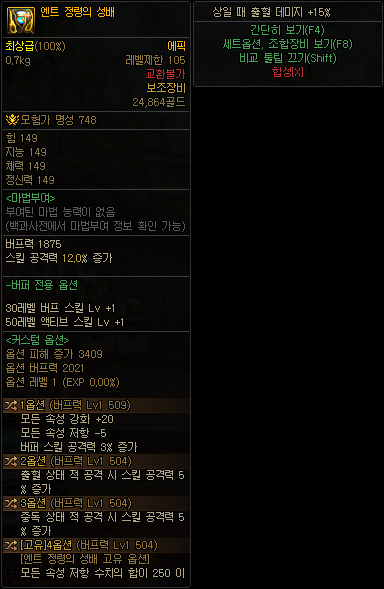 엔트 정령의 성배
최상급(100%) 에픽
0,7kg 레벨제한 105
교환불가
보조장비
24,864골드
모험가 명성 748
힘 149
지능 149
체력 149
정신력 149
<마법부여>
부여된 마법 능력이 없음
(백과사전에서 마법부여 정보 확인 가능)
버프력 1875
스킬 공격력 12,0% 증가
-버퍼 전용 옵션
30레벨 버프 스킬 Lv +1
50레벨 액티브 스킬 Lv +1
<커스텀 옵션>
옵션 피해 증가 3409
옵션 버프력 2021
옵션 레벨 1 (EXP 0,00%)
1옵션 (버프력 Lv1 509)
모든 속성 강화 +20
모든 속성 저항 -5
버퍼 스킬 공격력 3% 증가
2옵션 (버프력 Lv1 504)
출혈 상태 적 공격 시 스킬 공격력 5
% 증가
3옵션 (버프력 Lv1 504)
중독 상태 적 공격 시 스킬 공격력 5
% 증가
[고유]4옵션 (버프력 Lv1 504)
[엔트 정령의 성배 고유 옵션]
모든 속성 저항 수치의 합이 250 이
상일 때 출혈 데미지 +15%
간단히 보기(F4)
세트옵션, 조합장비 보기(F8)
비교 툴팁 끄기(Shift)
합성[X]